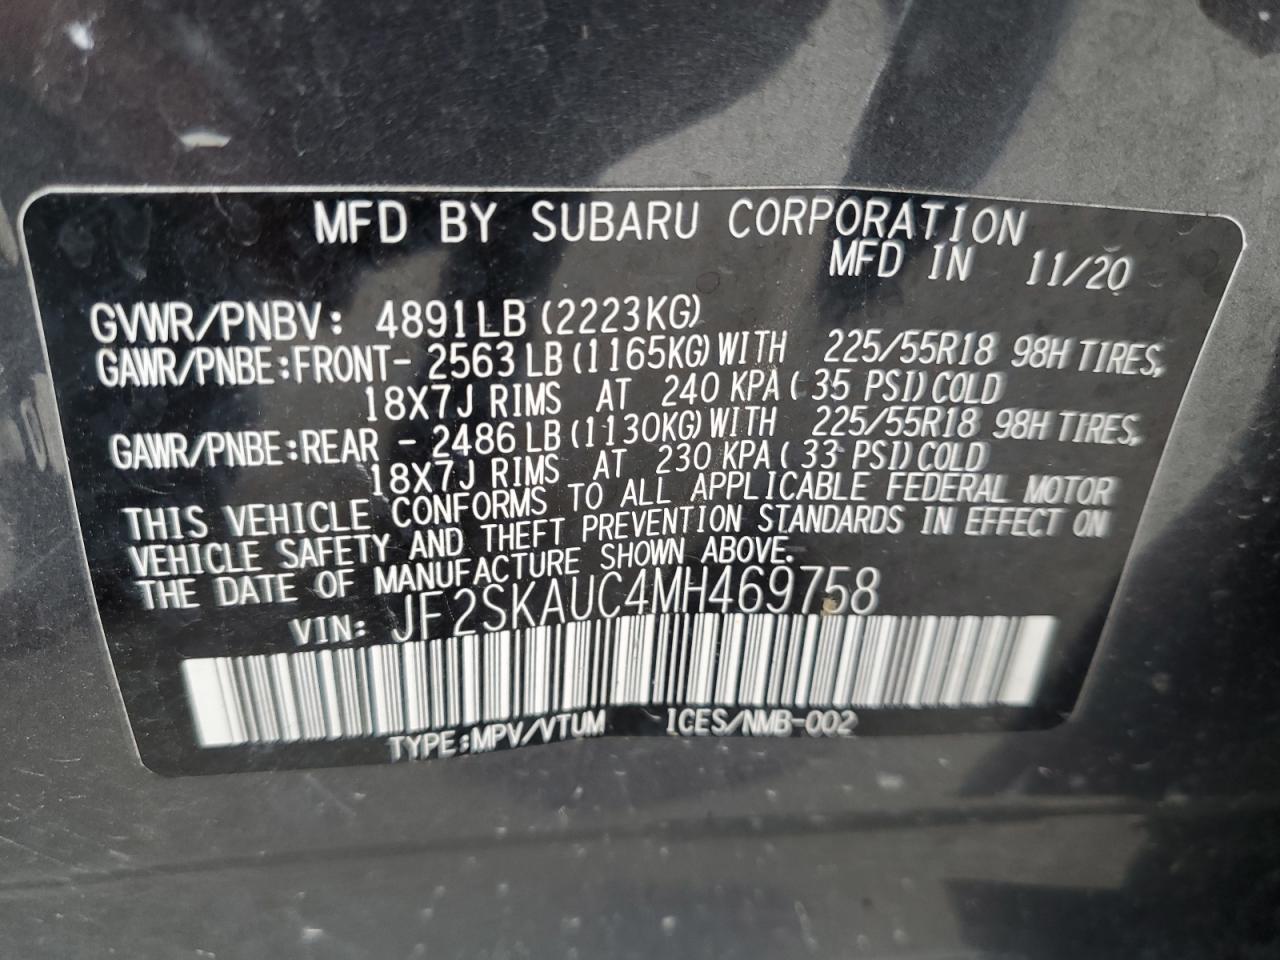 MFD BY SUBARU CORPORATION
MFD IN 11/20
GVWR/PNBV: 4891LB (2223KG)
GAWR/PNBE:FRONT- 2563 LB (1165KG) WITH 225/55R18 98H TIRES,
18X7J RIMS AT 240 KPA ( 35 PSI) COLD
GAWR/PNBE:REAR - 2486 LB (1130KG) WITH 225/55R18 98H TIRES,
18X7J RIMS AT 230 KPA ( 33 PSI) COLD
THIS VEHICLE CONFORMS TO ALL APPLICABLE FEDERAL MOTOR
VEHICLE SAFETY AND THEFT PREVENTION STANDARDS IN EFFECT ON
THE DATE OF MANUFACTURE SHOWN ABOVE.
VIN: JF2SKAUC4MH469758
TYPE:MPV/VTUM ICES/NMB-002